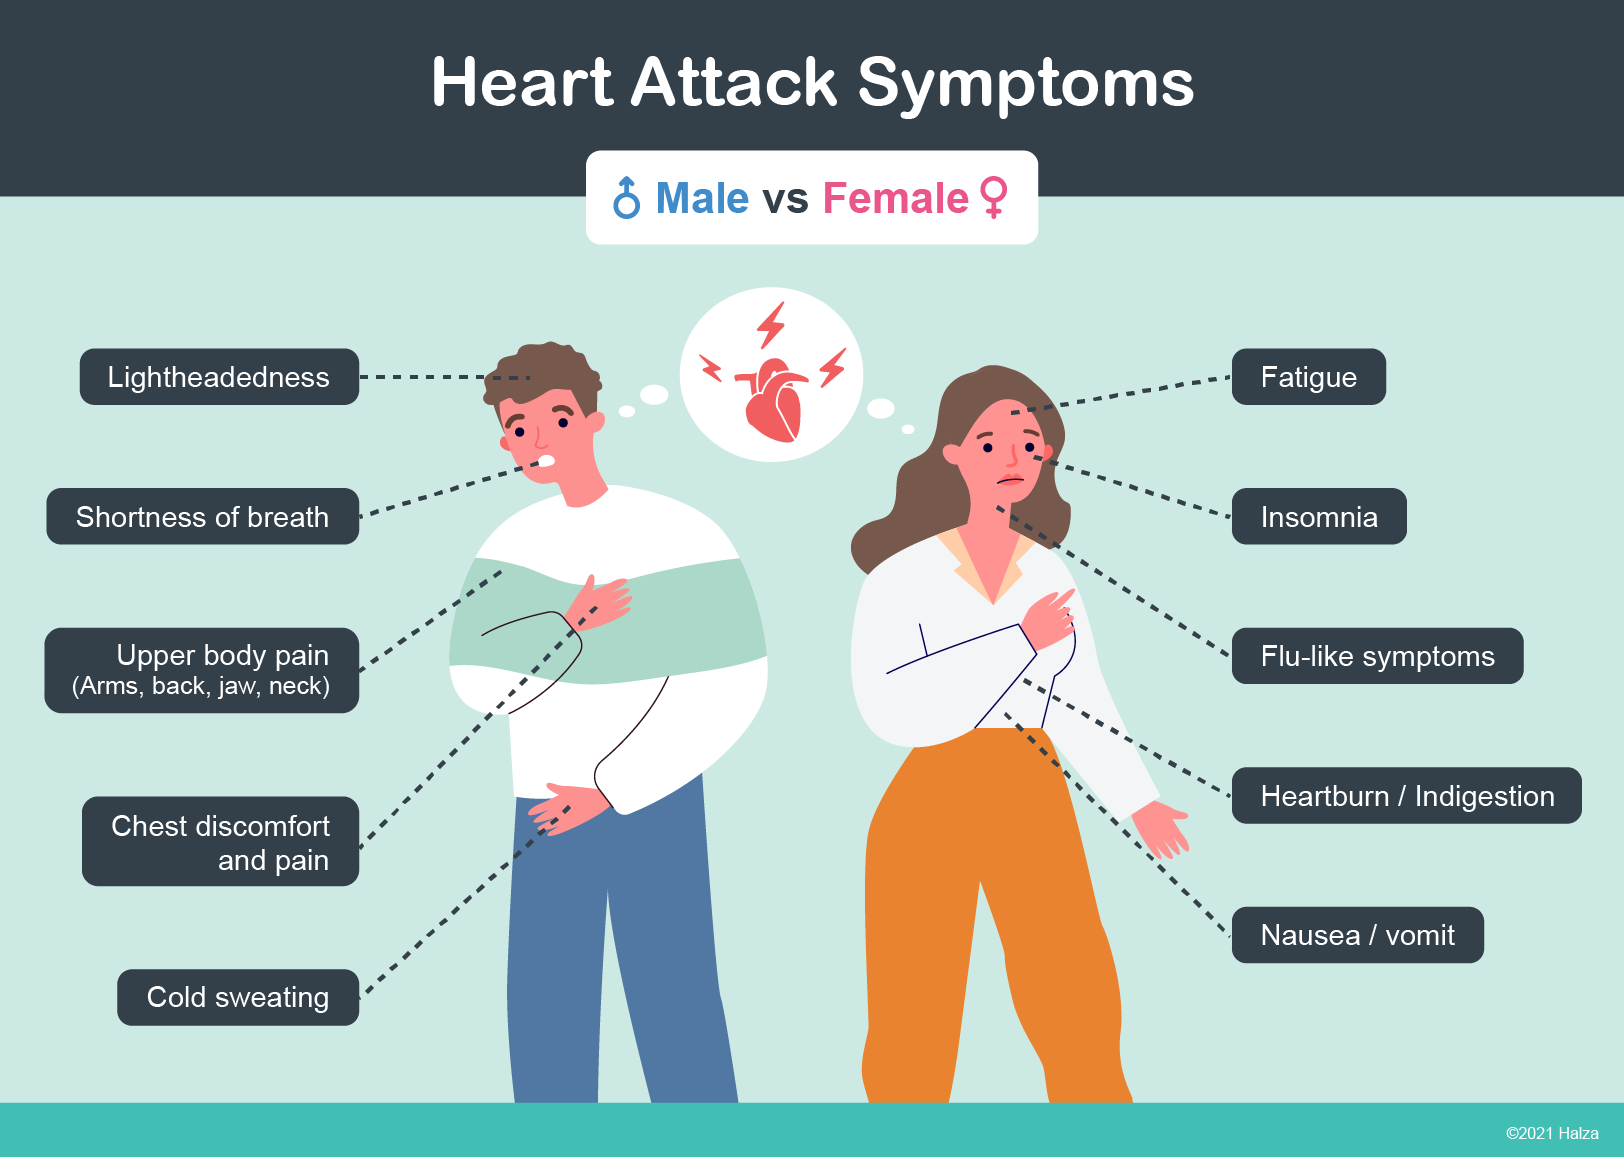 Heart Attack Symptoms
Male vs Female
Lightheadedness
Shortness of breath
Upper body pain
(Arms, back, jaw, neck)
Chest discomfort
and pain
Cold sweating
Fatigue
Insomnia
Flu-like symptoms
Heartburn / Indigestion
Nausea / vomit
©2021 Halza